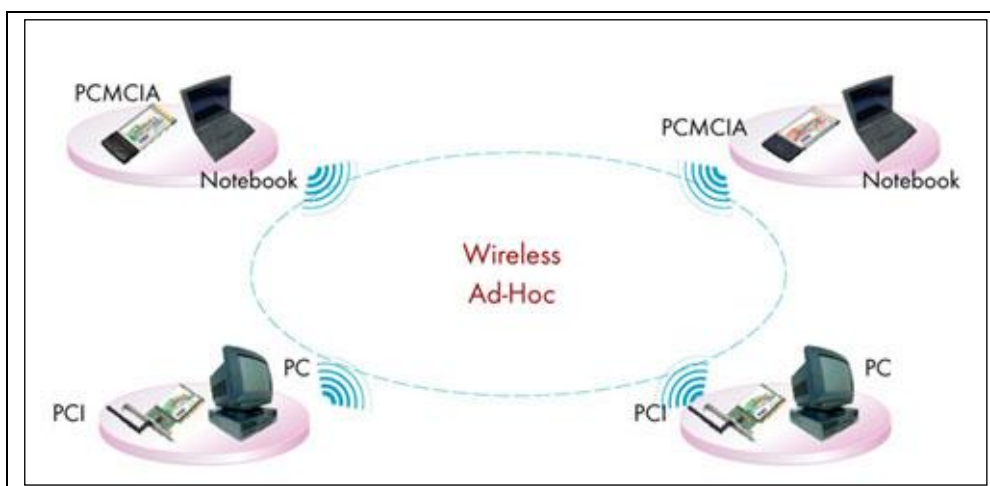 PCMCIA
PCMCIA
Notebook
Notebook
Wireless
Ad-Hoc
PC
PC
PCI
PCI